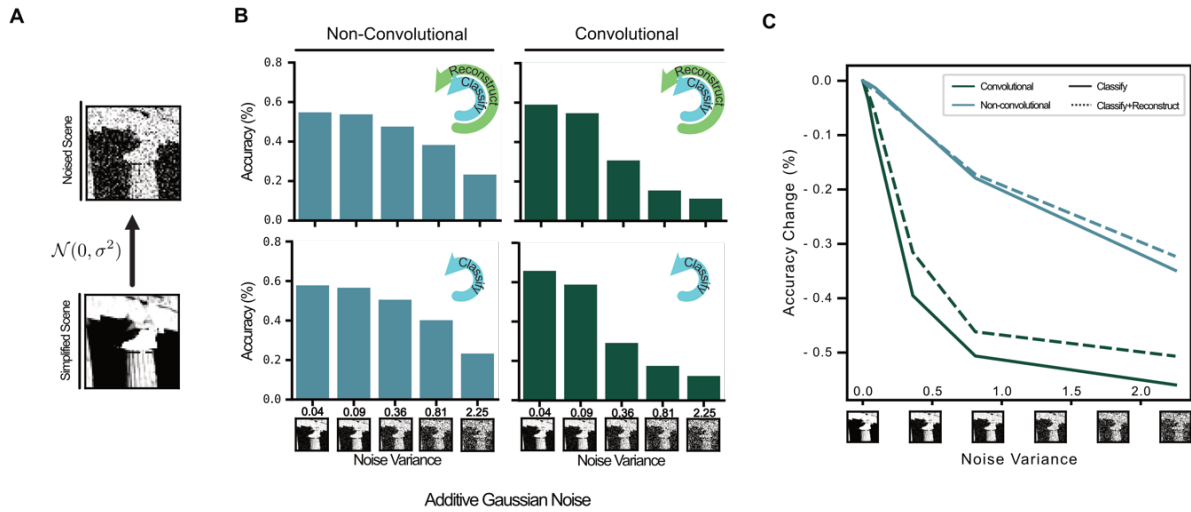 A
Noised Scene
𝒩(0, σ²)
Simplified Scene
B
Non-Convolutional
Convolutional
Accuracy (%)
0.8
0.6
0.4
0.2
0.0
Reconstruct
Classify
Reconstruct
Classify
Accuracy (%)
0.8
0.6
0.4
0.2
0.0
Classify
Classify
0.04 0.09 0.36 0.81 2.25
0.04 0.09 0.36 0.81 2.25
Noise Variance
Noise Variance
Additive Gaussian Noise
C
Accuracy Change (%)
0.0
- 0.1
- 0.2
- 0.3
- 0.4
- 0.5
Convolutional
Classify
Non-convolutional
Classify+Reconstruct
0.0 0.5 1.0 1.5 2.0
Noise Variance